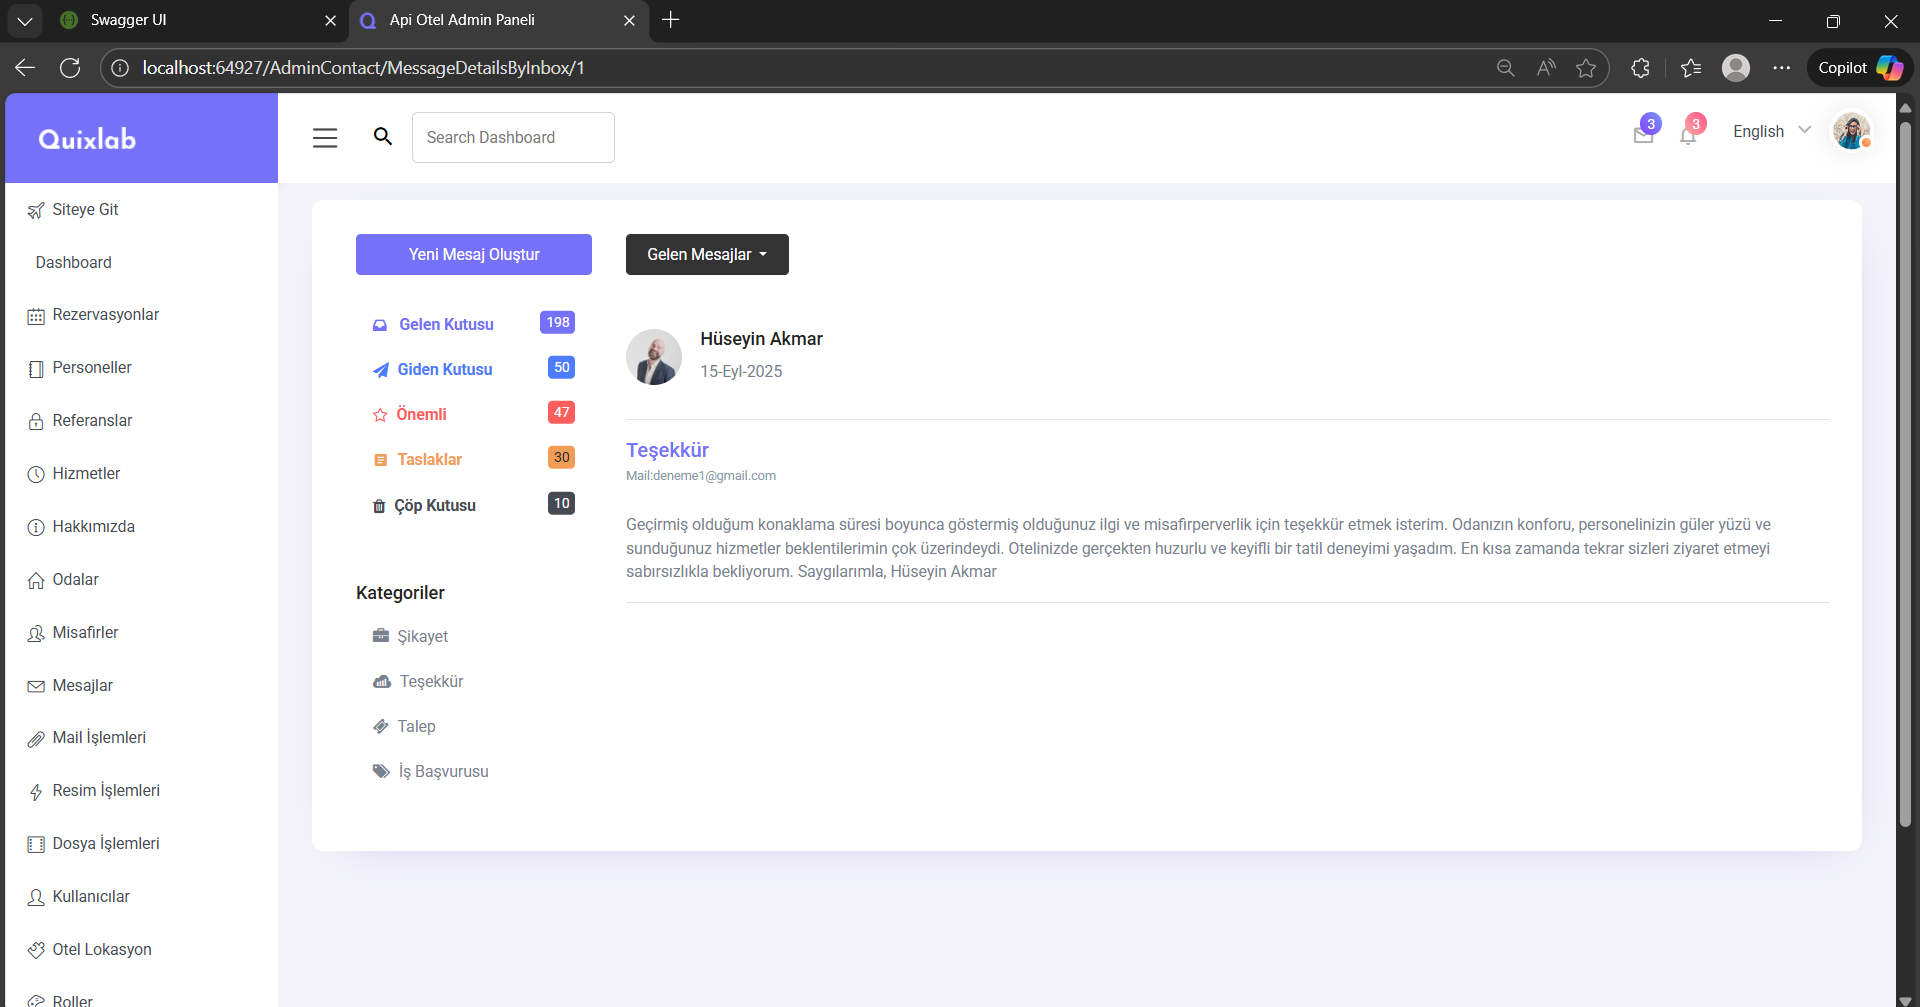 Swagger UI
Api Otel Admin Paneli
localhost:64927/AdminContact/MessageDetailsByInbox/1
Copilot
Quixlab
Search Dashboard
3
3
English
Siteye Git
Dashboard
Rezervasyonlar
Personeller
Referanslar
Hizmetler
Hakkımızda
Odalar
Misafirler
Mesajlar
Mail İşlemleri
Resim İşlemleri
Dosya İşlemleri
Kullanıcılar
Otel Lokasyon
Roller
Yeni Mesaj Oluştur
Gelen Kutusu 198
Giden Kutusu 50
Önemli 47
Taslaklar 30
Çöp Kutusu 10
Kategoriler
Şikayet
Teşekkür
Talep
İş Başvurusu
Gelen Mesajlar
Hüseyin Akmar
15-Eyl-2025
Teşekkür
Mail:deneme1@gmail.com
Geçirmiş olduğum konaklama süresi boyunca göstermiş olduğunuz ilgi ve misafirperverlik için teşekkür etmek isterim. Odanızın konforu, personelinizin güler yüzü ve
sunduğunuz hizmetler beklentilerimin çok üzerindeydi. Otelinizde gerçekten huzurlu ve keyifli bir tatil deneyimi yaşadım. En kısa zamanda tekrar sizleri ziyaret etmeyi
sabırsızlıkla bekliyorum. Saygılarımla, Hüseyin Akmar